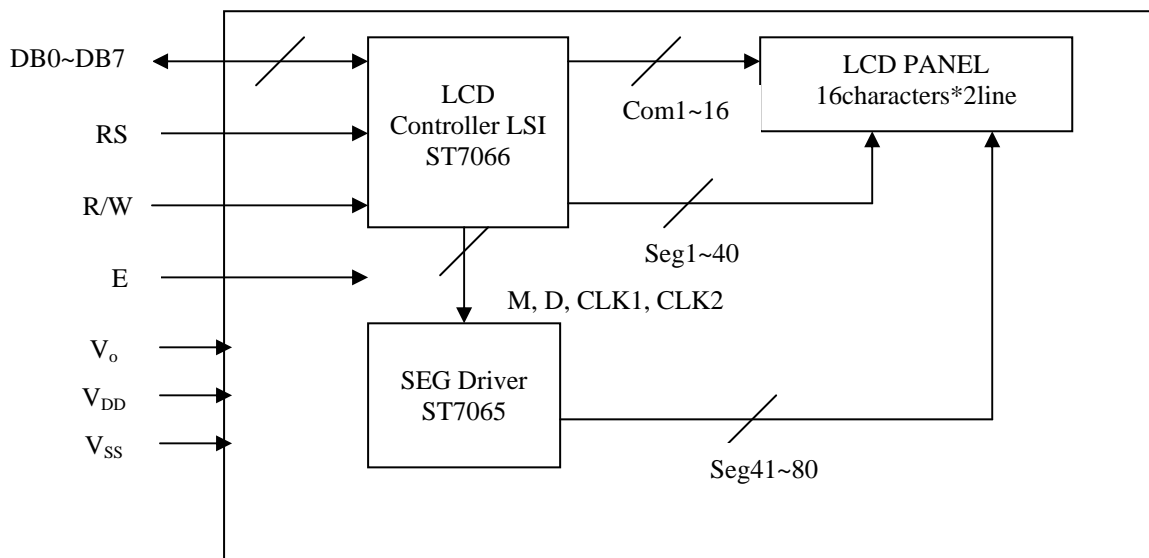 DB0~DB7
RS
R/W
E
Vo
VDD
VSS
LCD
Controller LSI
ST7066
Com1~16
LCD PANEL
16characters*2line
Seg1~40
M, D, CLK1, CLK2
SEG Driver
ST7065
Seg41~80